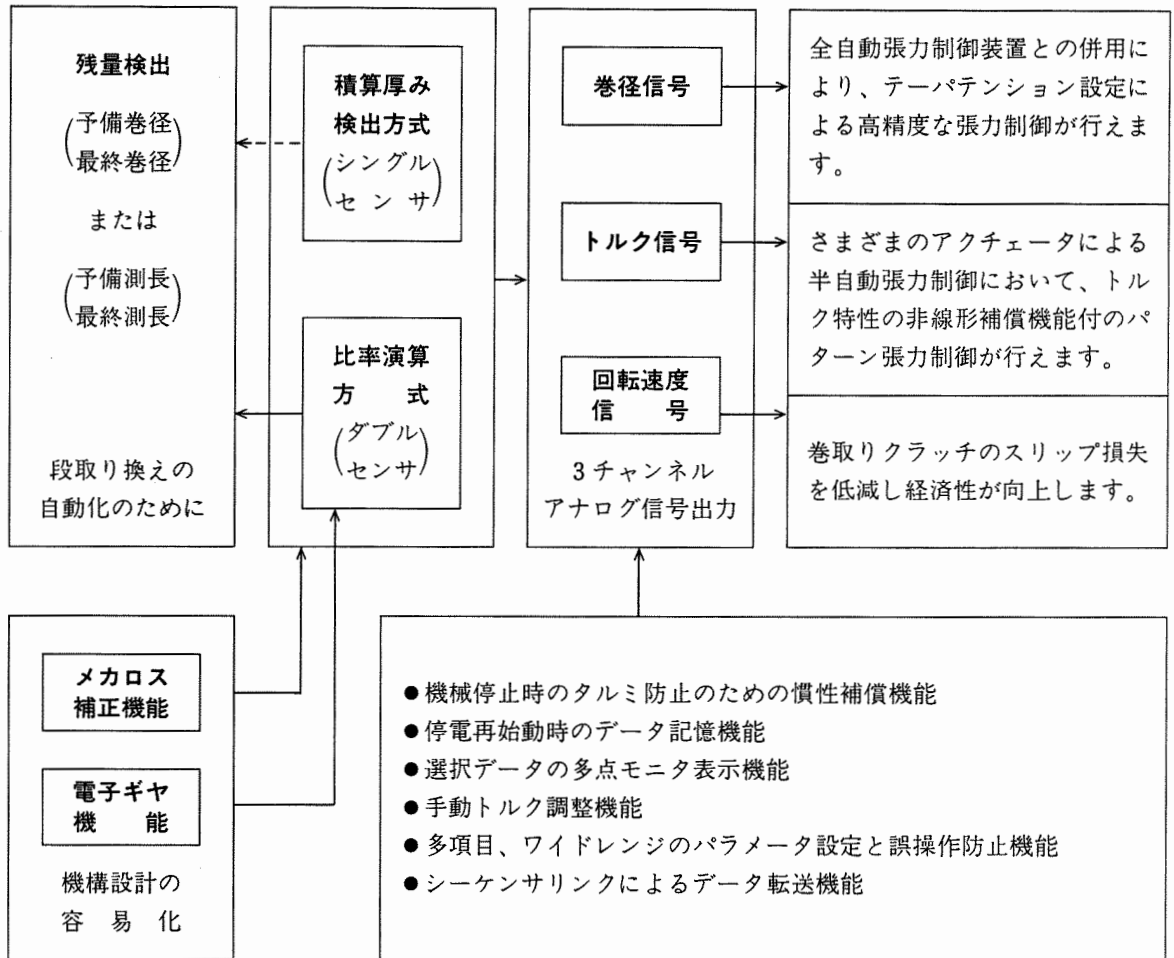 残量検出
(予備巻径
最終巻径)
または
(予備測長
最終測長)
段取り換えの
自動化のために
積算厚み
検出方式
(シングル
センサ)
比率演算
方式
(ダブル
センサ)
巻径信号
トルク信号
回転速度
信号
3チャンネル
アナログ信号出力
全自動張力制御装置との併用に
より、テーパテンション設定に
よる高精度な張力制御が行えま
す。
さまざまのアクチェータによる
半自動張力制御において、トル
ク特性の非線形補償機能付のパ
ターン張力制御が行えます。
巻取りクラッチのスリップ損失
を低減し経済性が向上します。
メカロス
補正機能
電子ギヤ
機能
機構設計の
容易化
●機械停止時のタルミ防止のための慣性補償機能
●停電再始動時のデータ記憶機能
●選択データの多点モニタ表示機能
●手動トルク調整機能
●多項目、ワイドレンジのパラメータ設定と誤操作防止機能
●シーケンサリンクによるデータ転送機能